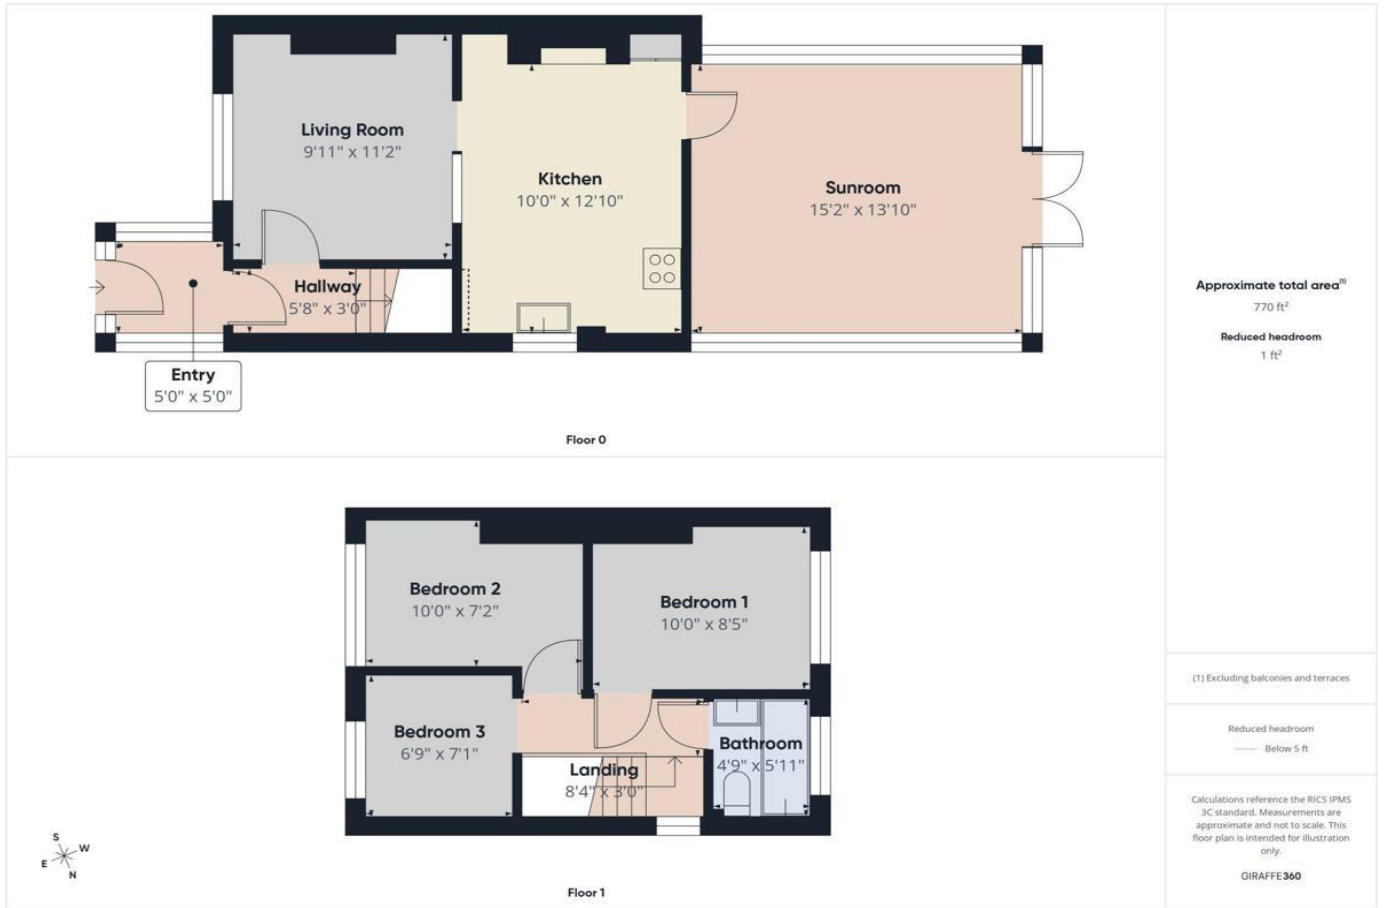 Living Room
9'11" x 11'2"
Kitchen
10'0" x 12'10"
Sunroom
15'2" x 13'10"
Hallway
5'8" x 3'0"
Entry
5'0" x 5'0"
Floor 0
Bedroom 2
10'0" x 7'2"
Bedroom 1
10'0" x 8'5"
Bedroom 3
6'9" x 7'1"
Bathroom
4'9" x 5'11"
Landing
8'4" x 3'0"
S
W
E
N
Floor 1
Approximate total area(1)
770 ft²
Reduced headroom
1 ft²
(1) Excluding balconies and terraces
Reduced headroom
Below 5 ft
Calculations reference the RICS IPMS
3C standard. Measurements are
approximate and not to scale. This
floor plan is intended for illustration
only.
GIRAFFE360